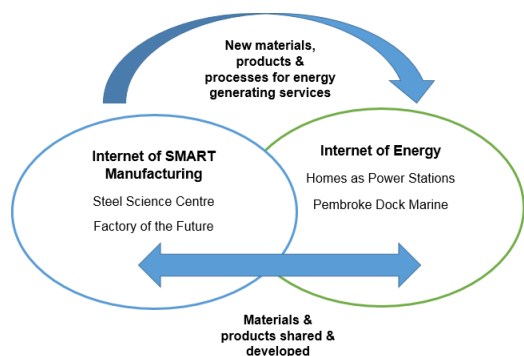 New materials,
products &
processes for energy
generating services
Internet of SMART
Manufacturing
Steel Science Centre
Factory of the Future
Internet of Energy
Homes as Power Stations
Pembroke Dock Marine
Materials &
products shared &
developed